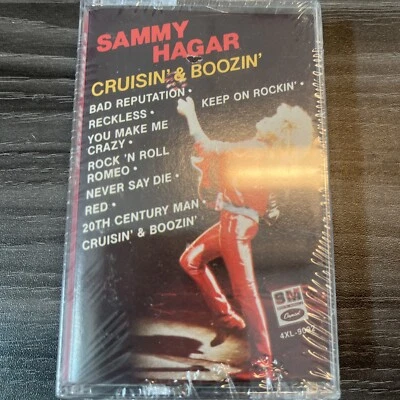 SAMMY
HAGAR
CRUISIN' & BOOZIN'
BAD REPUTATION •
RECKLESS •
KEEP ON ROCKIN' •
YOU MAKE ME
CRAZY •
ROCK 'N ROLL
ROMEO •
NEVER SAY DIE •
RED •
20TH CENTURY MAN •
CRUISIN' & BOOZIN'
Capitol